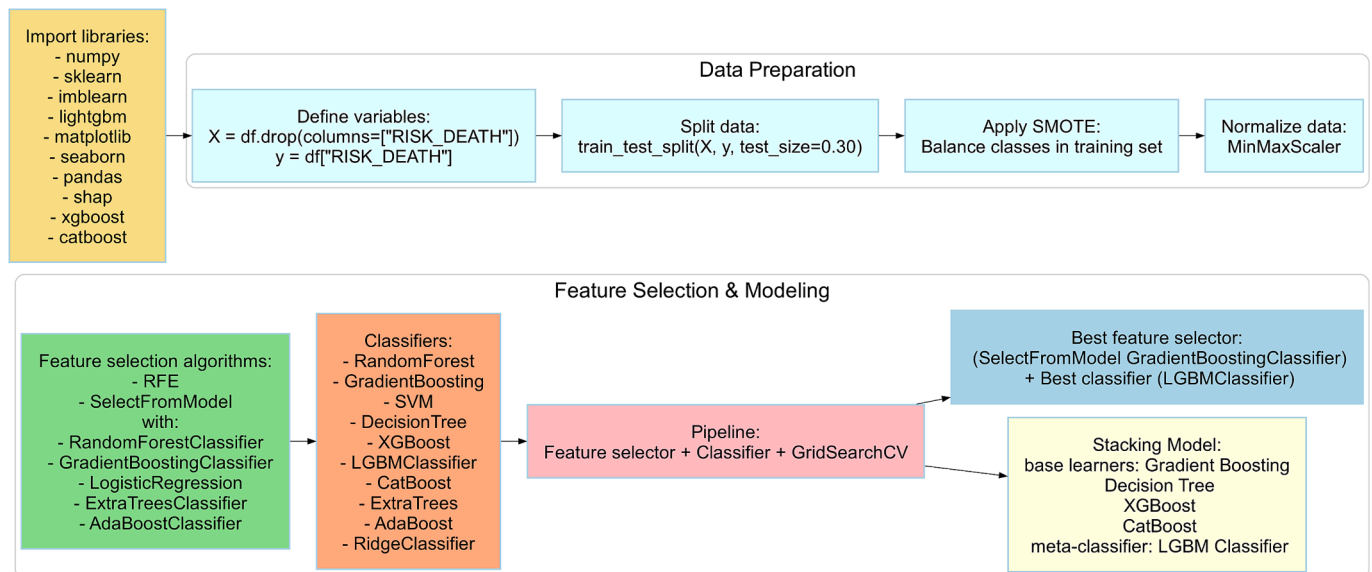 Import libraries:
- numpy
- sklearn
- imblearn
- lightgbm
- matplotlib
- seaborn
- pandas
- shap
- xgboost
- catboost
Data Preparation
Define variables:
X = df.drop(columns=["RISK_DEATH"])
y = df["RISK_DEATH"]
Split data:
train_test_split(X, y, test_size=0.30)
Apply SMOTE:
Balance classes in training set
Normalize data:
MinMaxScaler
Feature Selection & Modeling
Feature selection algorithms:
- RFE
- SelectFromModel
with:
- RandomForestClassifier
- GradientBoostingClassifier
- LogisticRegression
- ExtraTreesClassifier
- AdaBoostClassifier
Classifiers:
- RandomForest
- GradientBoosting
- SVM
- DecisionTree
- XGBoost
- LGBMClassifier
- CatBoost
- ExtraTrees
- AdaBoost
- RidgeClassifier
Pipeline:
Feature selector + Classifier + GridSearchCV
Best feature selector:
(SelectFromModel GradientBoostingClassifier)
+ Best classifier (LGBMClassifier)
Stacking Model:
base learners: Gradient Boosting
Decision Tree
XGBoost
CatBoost
meta-classifier: LGBM Classifier